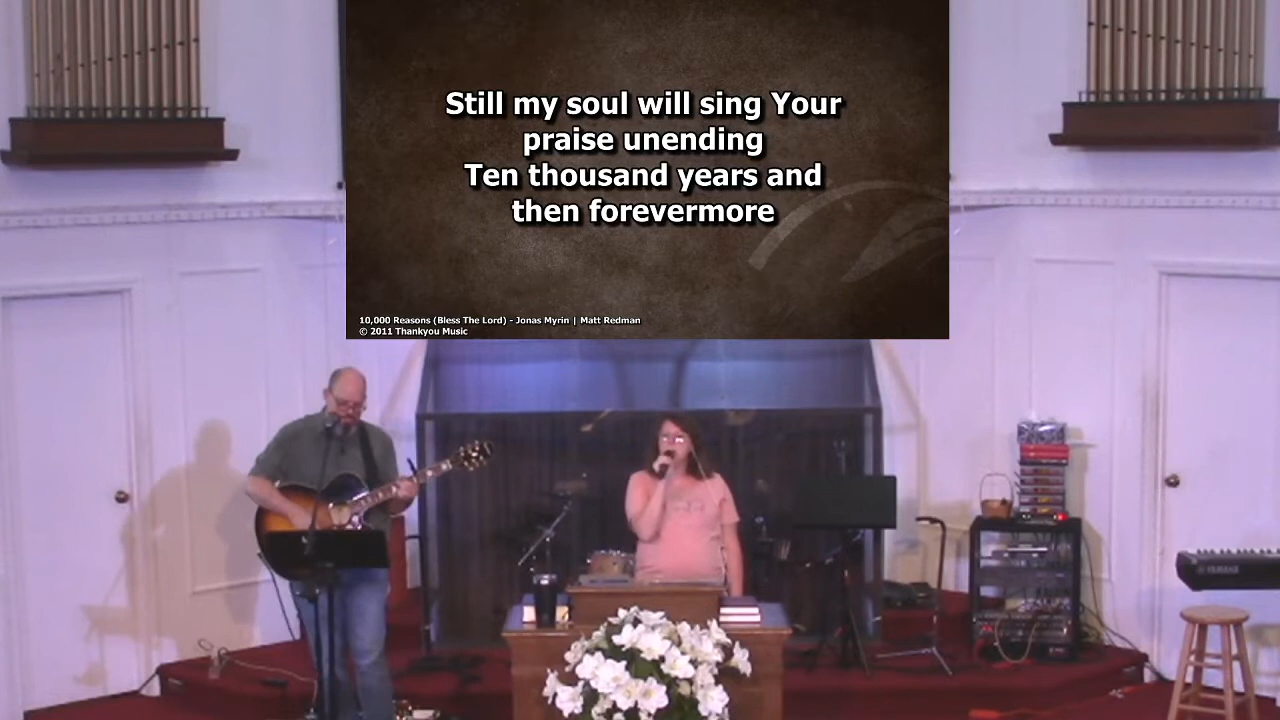 Still my soul will sing Your
praise unending
Ten thousand years and
then forevermore
10,000 Reasons (Bless The Lord) - Jonas Myrin | Matt Redman
© 2011 Thankyou Music
YAMAHA